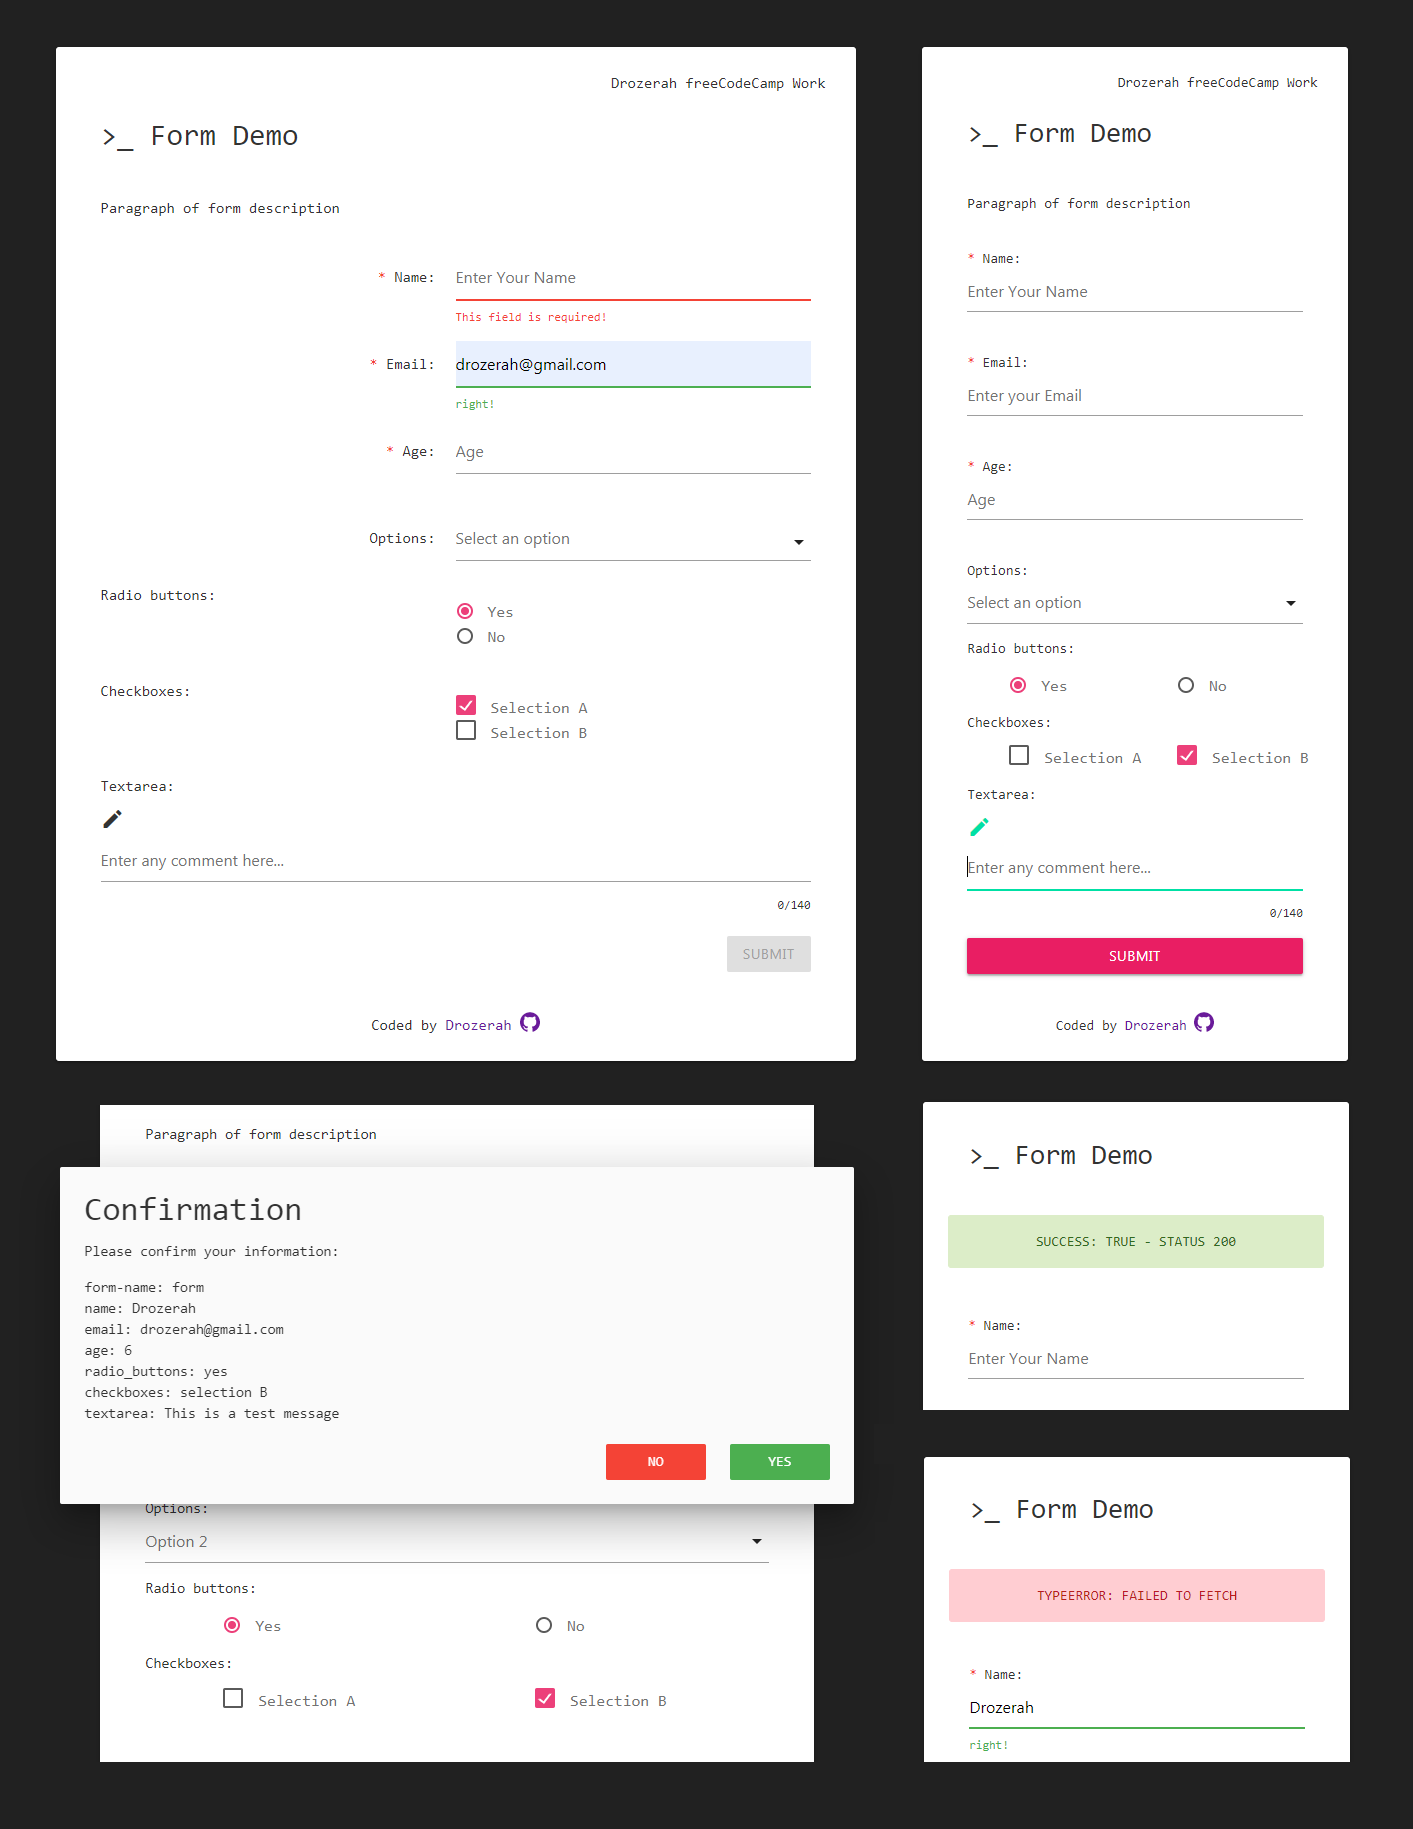 Drozerah freeCodeCamp Work
>_ Form Demo
Paragraph of form description
* Name:
Enter Your Name
This field is required!
* Email:
drozerah@gmail.com
right!
* Age:
Age
Options:
Select an option
Radio buttons:
Yes
No
Checkboxes:
Selection A
Selection B
Textarea:
Enter any comment here...
0/140
SUBMIT
Coded by Drozerah
Drozerah freeCodeCamp Work
>_ Form Demo
Paragraph of form description
* Name:
Enter Your Name
* Email:
Enter your Email
* Age:
Age
Options:
Select an option
Radio buttons:
Yes No
Checkboxes:
Selection A Selection B
Textarea:
Enter any comment here...
0/140
SUBMIT
Coded by Drozerah
Paragraph of form description
Confirmation
Please confirm your information:
form-name: form
name: Drozerah
email: drozerah@gmail.com
age: 6
radio_buttons: yes
checkboxes: selection B
textarea: This is a test message
NO YES
Options:
Option 2
Radio buttons:
Yes No
Checkboxes:
Selection A Selection B
>_ Form Demo
SUCCESS: TRUE - STATUS 200
* Name:
Enter Your Name
>_ Form Demo
TYPEERROR: FAILED TO FETCH
* Name:
Drozerah
right!